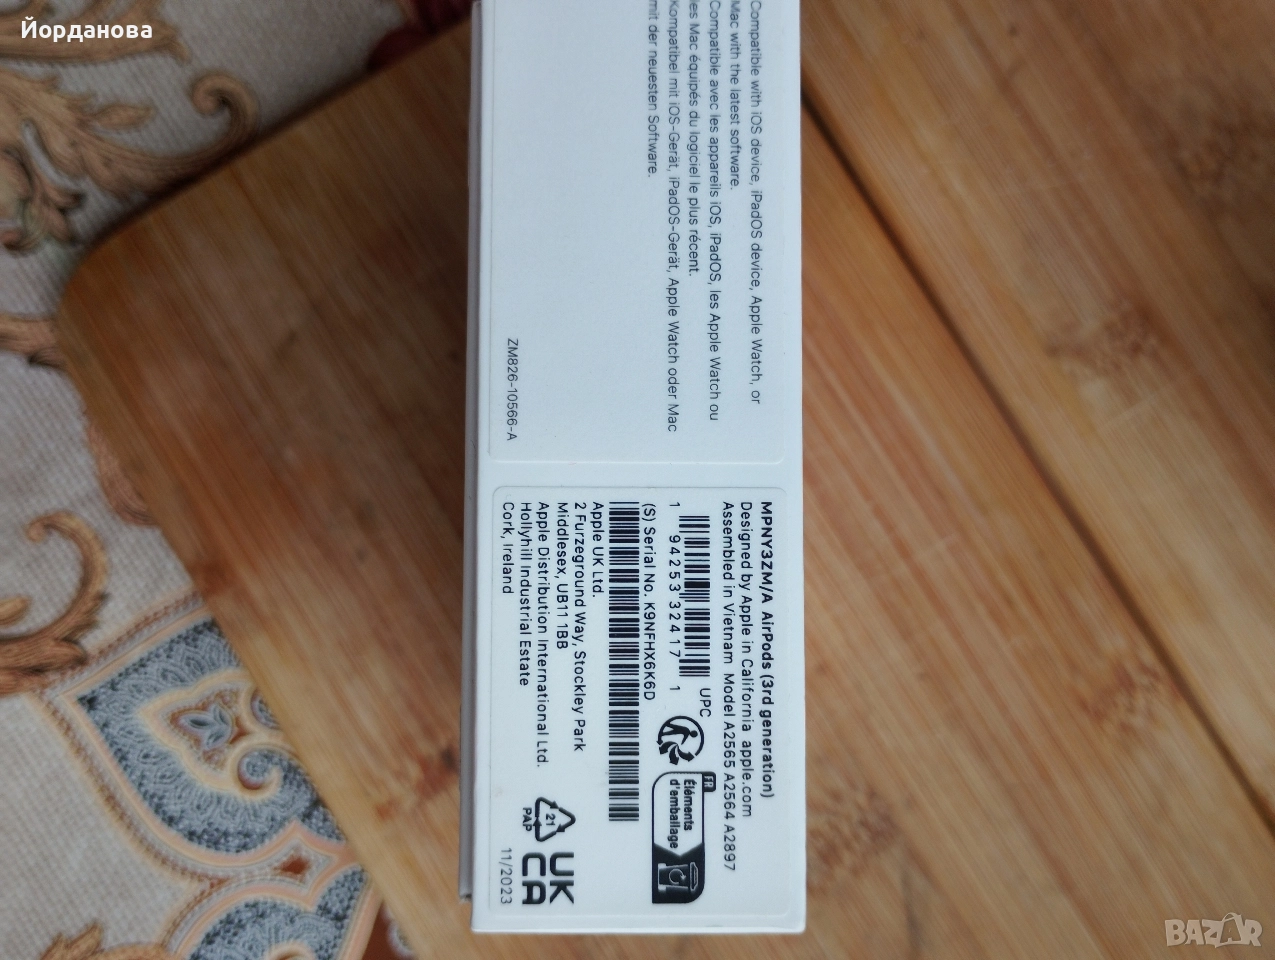 Йорданова
Compatible with iOS device, iPadOS device, Apple Watch, or
Mac with the latest software.
Compatible avec les appareils iOS, iPadOS, les Apple Watch ou
les Mac équipés du logiciel le plus récent.
Kompatibel mit iOS-Gerät, iPadOS-Gerät, Apple Watch oder Mac
mit der neuesten Software.
ZM826-10566-A
MPNY3ZM/A AirPods (3rd generation)
Designed by Apple in California apple.com
Assembled in Vietnam Model A2565 A2564 A2897
UPC
1 94253 32417 1
(S) Serial No. K9NFHX6K6D
FR
Éléments
d'emballage
Apple UK Ltd.
2 Furzeground Way, Stockley Park
Middlesex, UB11 1BB
Apple Distribution International Ltd.
Hollyhill Industrial Estate
Cork, Ireland
21
PAP
UK
CA
11/2023
BAZAR